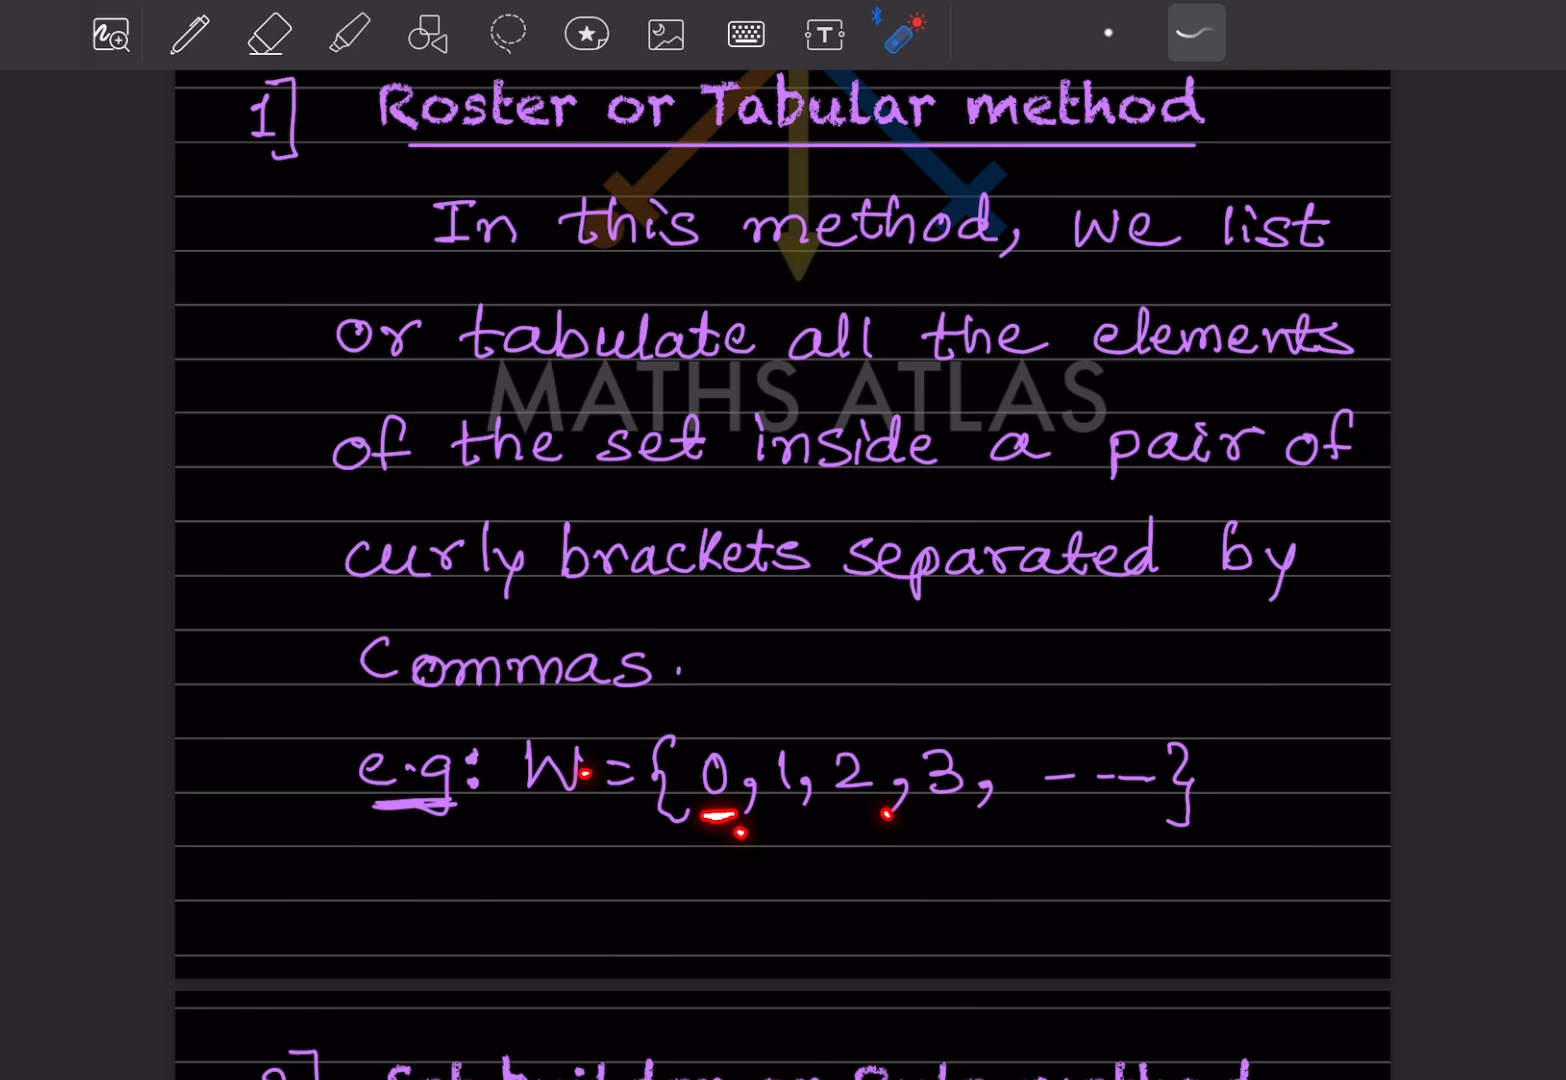 1] Roster or Tabular method
In this method, we list
or tabulate all the elements
MATHS ATLAS
of the set inside a pair of
curly brackets separated by
Commas.
e.g: W = {0, 1, 2, 3, - - - }